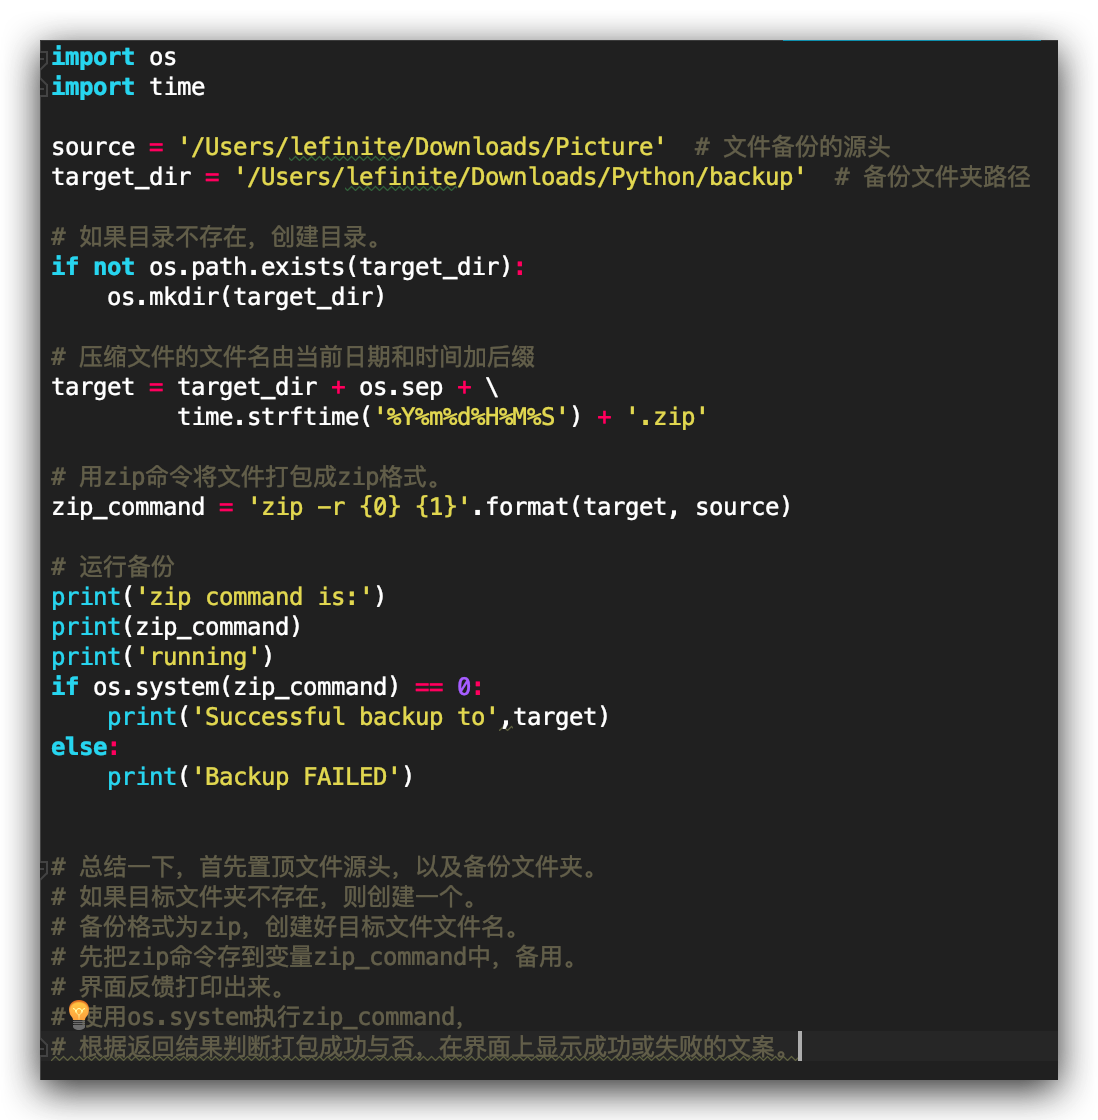 import os
import time
source = '/Users/lefinite/Downloads/Picture'  # 文件备份的源头
target_dir = '/Users/lefinite/Downloads/Python/backup'  # 备份文件夹路径
# 如果目录不存在，创建目录。
if not os.path.exists(target_dir):
    os.mkdir(target_dir)
# 压缩文件的文件名由当前日期和时间加后缀
target = target_dir + os.sep + \
         time.strftime('%Y%m%d%H%M%S') + '.zip'
# 用zip命令将文件打包成zip格式。
zip_command = 'zip -r {0} {1}'.format(target, source)
# 运行备份
print('zip command is:')
print(zip_command)
print('running')
if os.system(zip_command) == 0:
    print('Successful backup to',target)
else:
    print('Backup FAILED')
# 总结一下，首先置顶文件源头，以及备份文件夹。
# 如果目标文件夹不存在，则创建一个。
# 备份格式为zip，创建好目标文件文件名。
# 先把zip命令存到变量zip_command中，备用。
# 界面反馈打印出来。
# 使用os.system执行zip_command，
# 根据返回结果判断打包成功与否，在界面上显示成功或失败的文案。